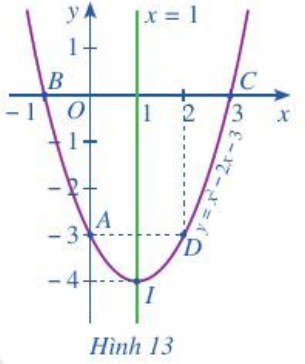 y
x = 1
1
B
C
- 1
O
1
2
3
x
- 1
- 2
A
- 3
D
y = x² - 2x - 3
- 4
I
Hình 13